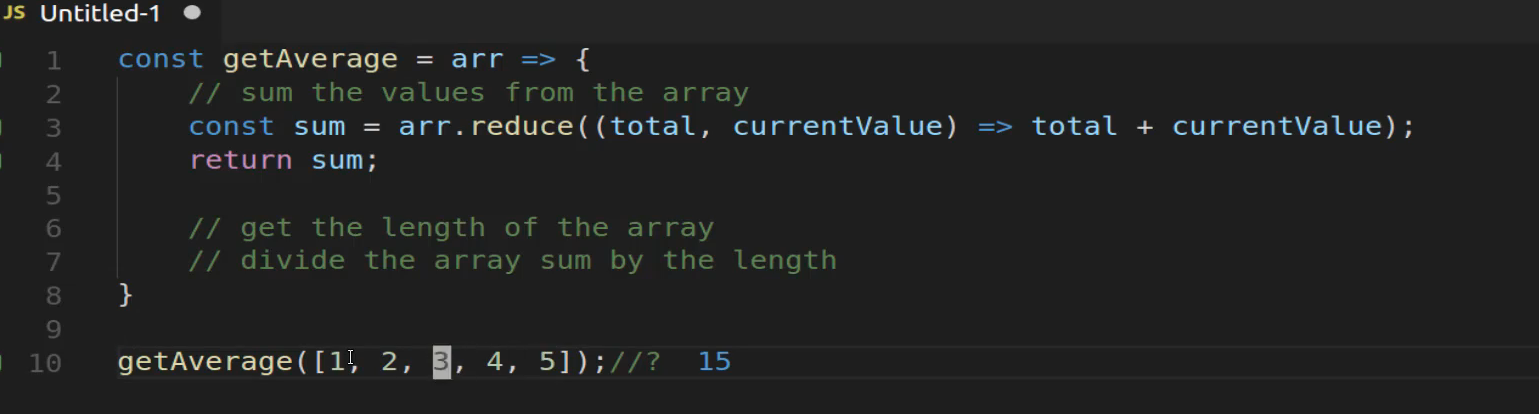 JS Untitled-1
1 const getAverage = arr => {
2 // sum the values from the array
3 const sum = arr.reduce((total, currentValue) => total + currentValue);
4 return sum;
5
6 // get the length of the array
7 // divide the array sum by the length
8 }
9
10 getAverage([1, 2, 3, 4, 5]);//? 15